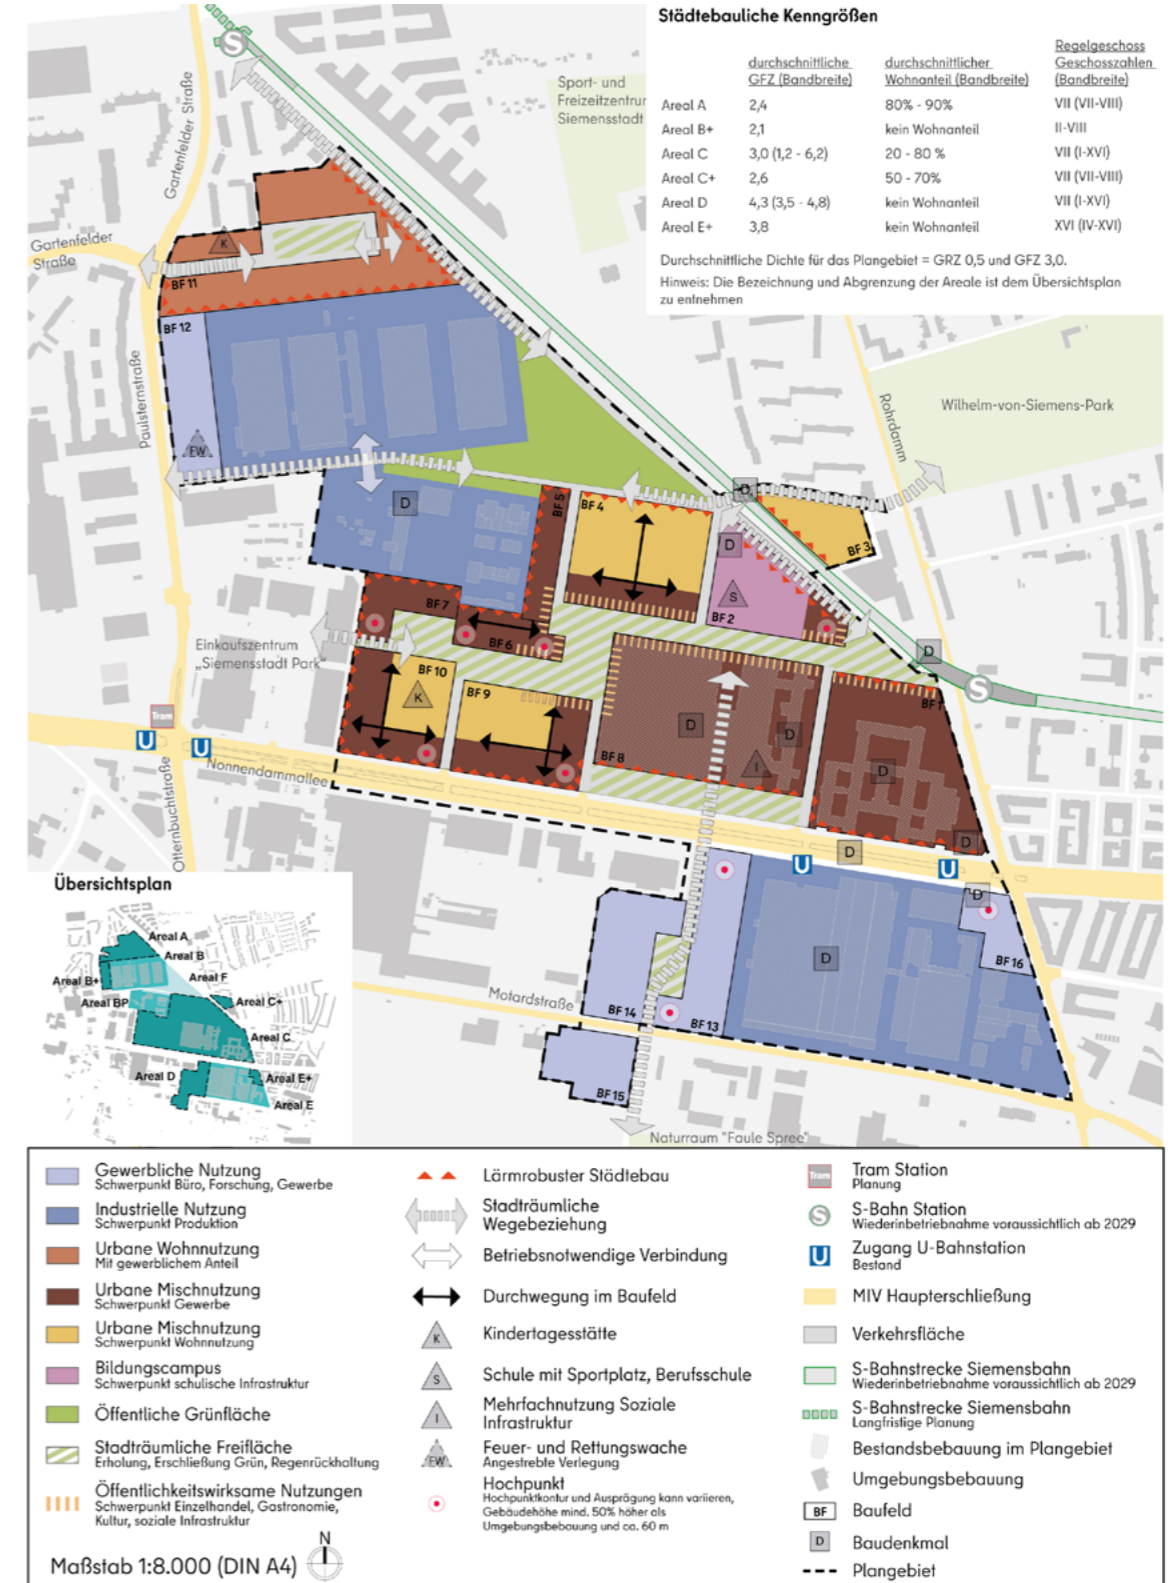 Städtebauliche Kenngrößen
durchschnittliche GFZ (Bandbreite)
durchschnittlicher Wohnanteil (Bandbreite)
Regelgeschoss Geschosszahlen (Bandbreite)
Areal A 2,4 80% - 90% VII (VII-VIII)
Areal B+ 2,1 kein Wohnanteil II-VIII
Areal C 3,0 (1,2 - 6,2) 20 - 80 % VII (I-XVI)
Areal C+ 2,6 50 - 70% VII (VII-VIII)
Areal D 4,3 (3,5 - 4,8) kein Wohnanteil VII (I-XVI)
Areal E+ 3,8 kein Wohnanteil XVI (IV-XVI)
Durchschnittliche Dichte für das Plangebiet = GRZ 0,5 und GFZ 3,0.
Hinweis: Die Bezeichnung und Abgrenzung der Areale ist dem Übersichtsplan
zu entnehmen
S
Gartenfelder Straße
Sport- und
Freizeitzentrur
Siemensstadt
Gartenfelder
Straße
K
BF 11
BF 12
Paulsternstraße
FW
Rohrdamm
Wilhelm-von-Siemens-Park
D
D
BF 5
BF 4
D
BF 3
S
BF 2
BF 7
BF 6
Einkaufszentrum
„Siemensstadt Park"
BF 10
K
BF 9
D
S
BF 1
D
D
BF 8
I
D
D
Tram
U
U
Nonnendammallee
Ottenbuchtstraße
D
U
U
D
D
BF 16
Motardstraße
BF 14
BF 13
BF 15
Naturraum "Faule Spree"
Übersichtsplan
Areal A
Areal B
Areal B+
Areal F
Areal BP
Areal C+
Areal C
Areal D
Areal E+
Areal E
Gewerbliche Nutzung
Schwerpunkt Büro, Forschung, Gewerbe
Industrielle Nutzung
Schwerpunkt Produktion
Urbane Wohnnutzung
Mit gewerblichem Anteil
Urbane Mischnutzung
Schwerpunkt Gewerbe
Urbane Mischnutzung
Schwerpunkt Wohnnutzung
Bildungscampus
Schwerpunkt schulische Infrastruktur
Öffentliche Grünfläche
Stadträumliche Freifläche
Erholung, Erschließung Grün, Regenrückhaltung
Öffentlichkeitswirksame Nutzungen
Schwerpunkt Einzelhandel, Gastronomie,
Kultur, soziale Infrastruktur
Maßstab 1:8.000 (DIN A4)
N
Lärmrobuster Städtebau
Stadträumliche
Wegebeziehung
Betriebsnotwendige Verbindung
Durchwegung im Baufeld
K Kindertagesstätte
S Schule mit Sportplatz, Berufsschule
I Mehrfachnutzung Soziale
Infrastruktur
FW Feuer- und Rettungswache
Angestrebte Verlegung
Hochpunkt
Hochpunktkontur und Ausprägung kann variieren,
Gebäudehöhe mind. 50% höher als
Umgebungsbebauung und ca. 60 m
Tram Tram Station
Planung
S S-Bahn Station
Wiederinbetriebnahme voraussichtlich ab 2029
U Zugang U-Bahnstation
Bestand
MIV Haupterschließung
Verkehrsfläche
S-Bahnstrecke Siemensbahn
Wiederinbetriebnahme voraussichtlich ab 2029
S-Bahnstrecke Siemensbahn
Langfristige Planung
Bestandsbebauung im Plangebiet
Umgebungsbebauung
BF Baufeld
D Baudenkmal
Plangebiet